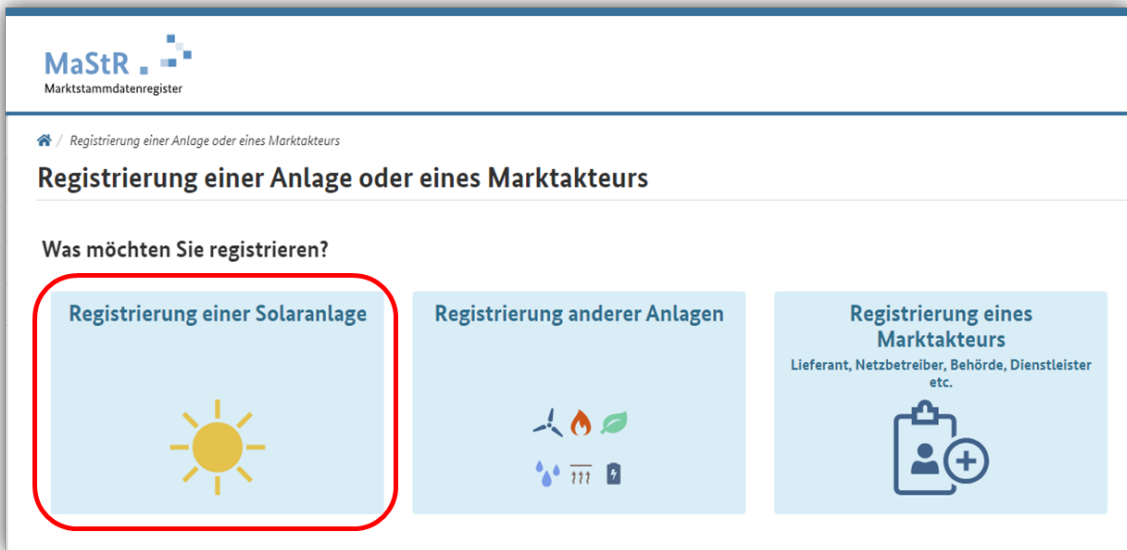 MaStR
Marktstammdatenregister
/ Registrierung einer Anlage oder eines Marktakteurs
Registrierung einer Anlage oder eines Marktakteurs
Was möchten Sie registrieren?
Registrierung einer Solaranlage
Registrierung anderer Anlagen
Registrierung eines
Marktakteurs
Lieferant, Netzbetreiber, Behörde, Dienstleister
etc.